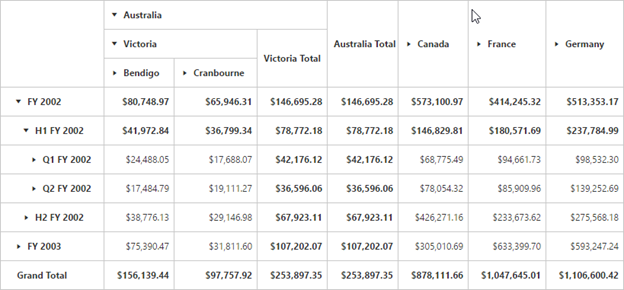 Australia
Victoria
Victoria Total
Australia Total
Canada
France
Germany
Bendigo
Cranbourne
FY 2002 $80,748.97 $65,946.31 $146,695.28 $146,695.28 $573,100.97 $414,245.32 $513,353.17
H1 FY 2002 $41,972.84 $36,799.34 $78,772.18 $78,772.18 $146,829.81 $180,571.69 $237,784.99
Q1 FY 2002 $24,488.05 $17,688.07 $42,176.12 $42,176.12 $68,775.49 $94,661.73 $98,532.30
Q2 FY 2002 $17,484.79 $19,111.27 $36,596.06 $36,596.06 $78,054.32 $85,909.96 $139,252.69
H2 FY 2002 $38,776.13 $29,146.98 $67,923.11 $67,923.11 $426,271.16 $233,673.62 $275,568.18
FY 2003 $75,390.47 $31,811.60 $107,202.07 $107,202.07 $305,010.69 $633,399.70 $593,247.24
Grand Total $156,139.44 $97,757.92 $253,897.35 $253,897.35 $878,111.66 $1,047,645.01 $1,106,600.42